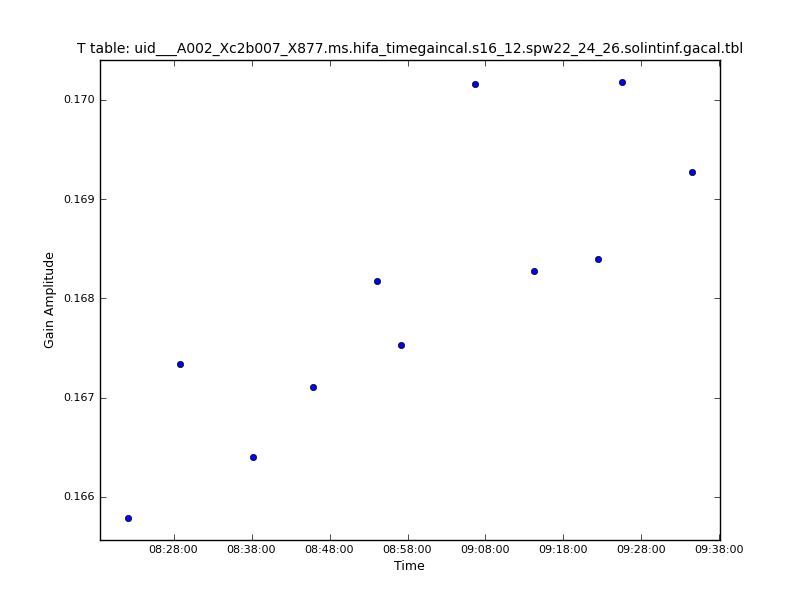 T table: uid___A002_Xc2b007_X877.ms.hifa_timegaincal.s16_12.spw22_24_26.solintinf.gacal.tbl
0.170
0.169
0.168
0.167
0.166
Gain Amplitude
08:28:00 08:38:00 08:48:00 08:58:00 09:08:00 09:18:00 09:28:00 09:38:00
Time